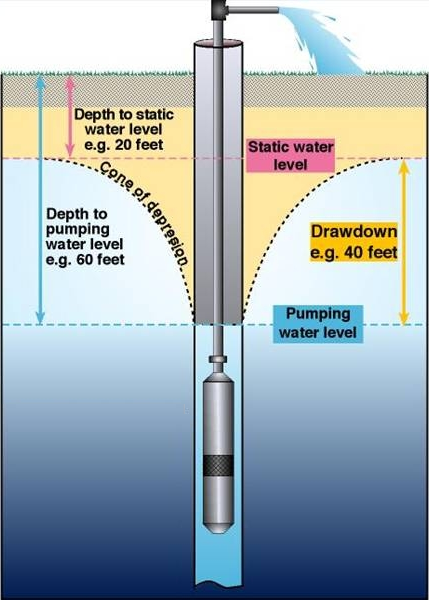 Depth to static
water level
e.g. 20 feet
Static water
level
Cone of depresion
Depth to
pumping
water level
e.g. 60 feet
Drawdown
e.g. 40 feet
Pumping
water level